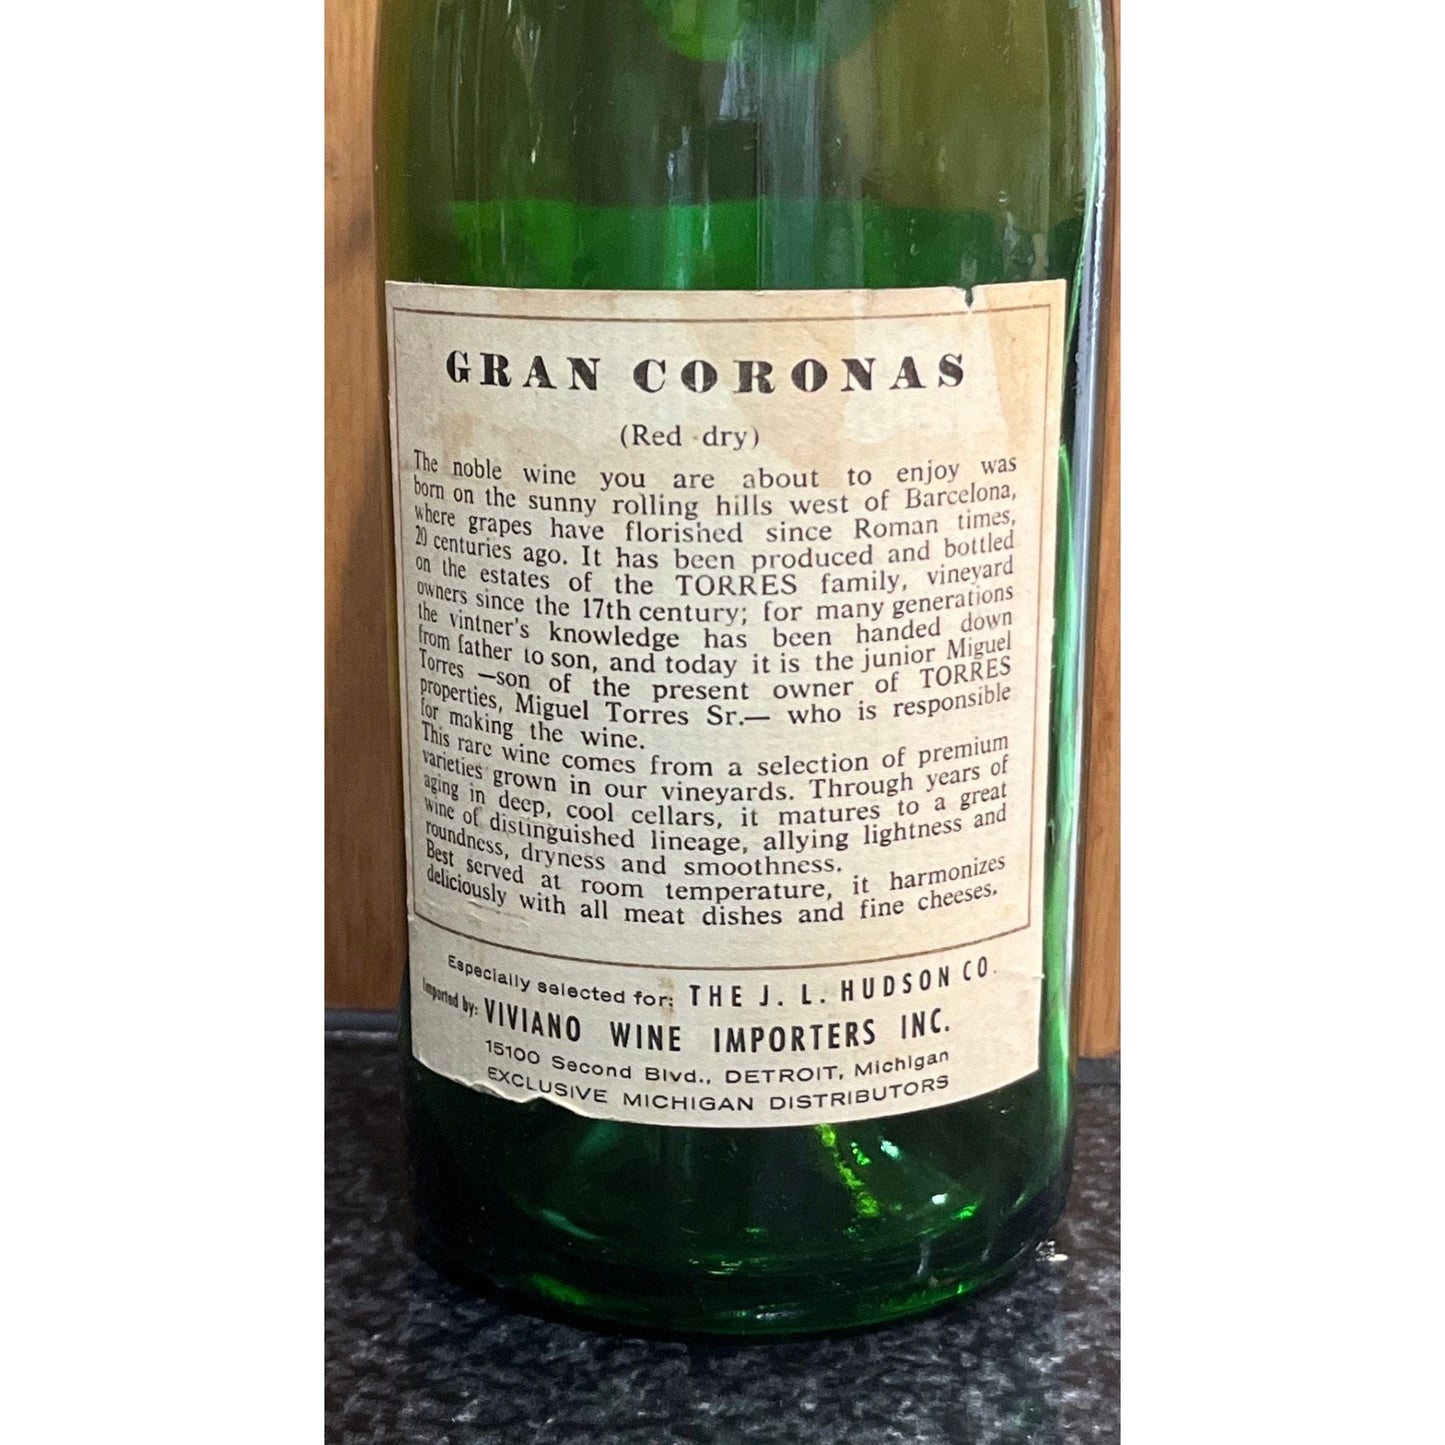 GRAN CORONAS
(Red dry)
The noble wine you are about to enjoy was
born on the sunny rolling hills west of Barcelona,
where grapes have florished since Roman times,
20 centuries ago. It has been produced and bottled
on the estates of the TORRES family, vineyard
owners since the 17th century; for many generations
the vintner's knowledge has been handed down
from father to son, and today it is the junior Miguel
Torres —son of the present owner of TORRES
properties, Miguel Torres Sr.— who is responsible
for making the wine.
This rare wine comes from a selection of premium
varieties grown in our vineyards. Through years of
aging in deep, cool cellars, it matures to a great
wine of distinguished lineage, allying lightness and
roundness, dryness and smoothness.
Best served at room temperature, it harmonizes
deliciously with all meat dishes and fine cheeses.
Especially selected for: THE J. L. HUDSON CO.
Imported by: VIVIANO WINE IMPORTERS INC.
15100 Second Blvd., DETROIT, Michigan
EXCLUSIVE MICHIGAN DISTRIBUTORS